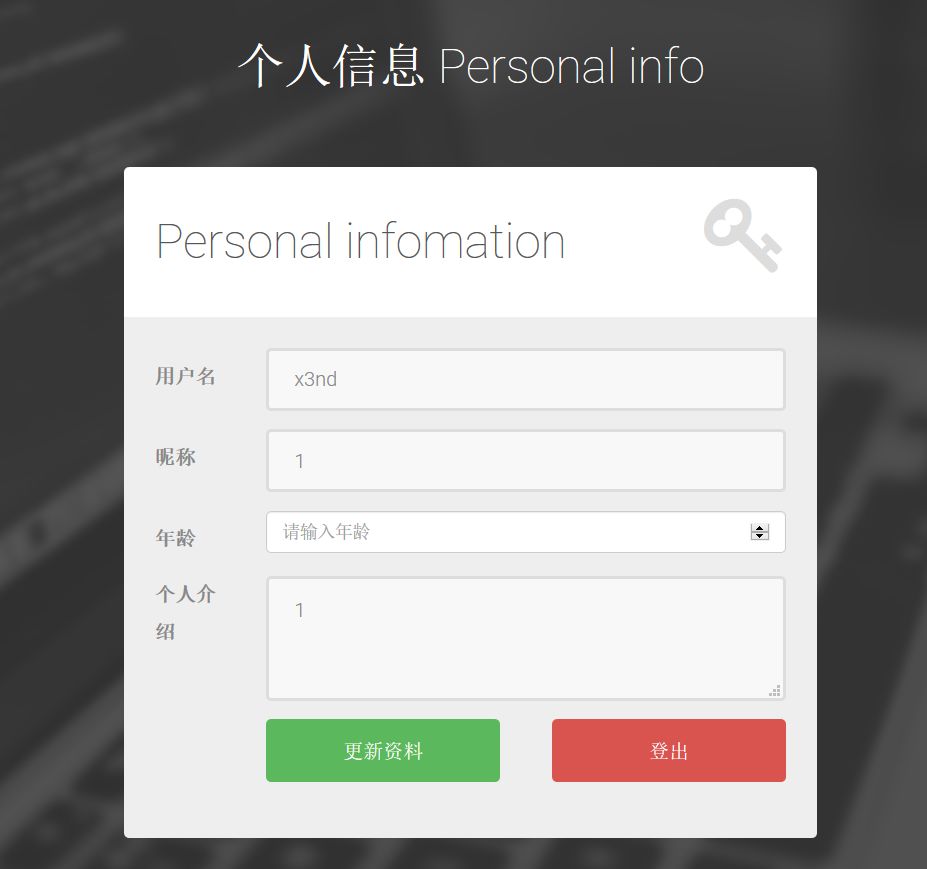 个人信息 Personal info
Personal infomation
用户名
x3nd
昵称
1
年龄
请输入年龄
个人介
绍
1
更新资料
登出